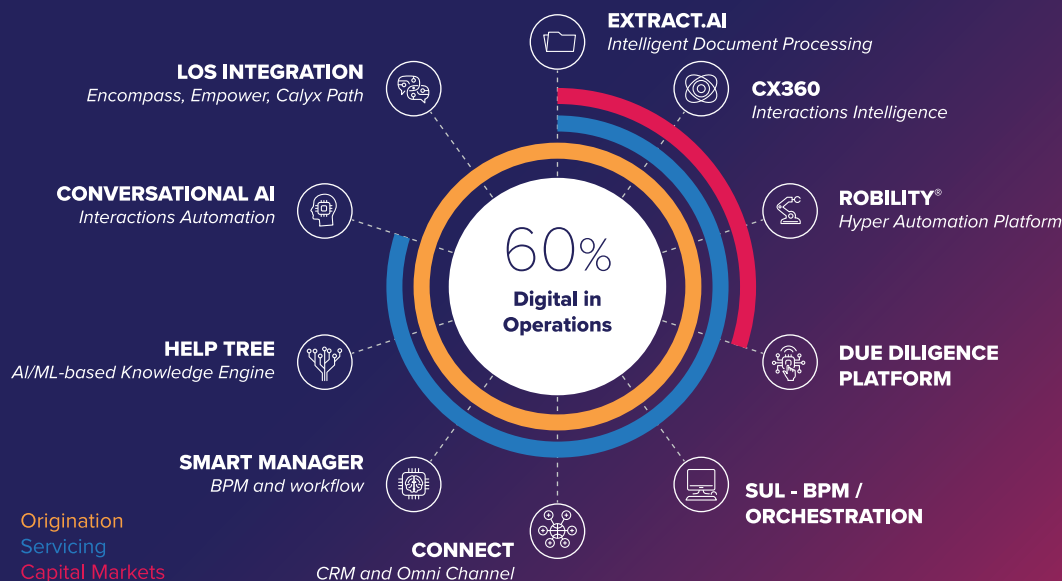 EXTRACT.AI
Intelligent Document Processing
CX360
Interactions Intelligence
ROBILITY®
Hyper Automation Platform
DUE DILIGENCE
PLATFORM
SUL - BPM /
ORCHESTRATION
CONNECT
CRM and Omni Channel
SMART MANAGER
BPM and workflow
HELP TREE
AI/ML-based Knowledge Engine
CONVERSATIONAL AI
Interactions Automation
LOS INTEGRATION
Encompass, Empower, Calyx Path
60%
Digital in
Operations
Origination
Servicing
Capital Markets